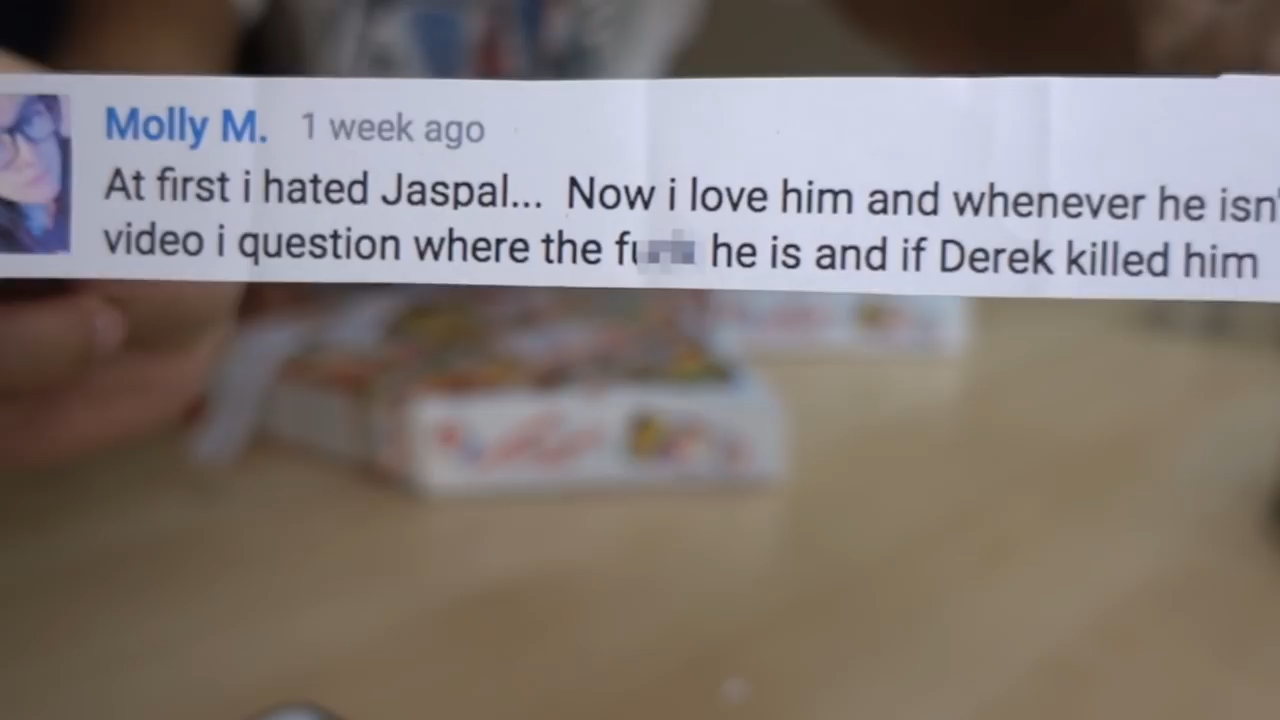 Molly M. 1 week ago
At first i hated Jaspal... Now i love him and whenever he isn'
video i question where the he is and if Derek killed him